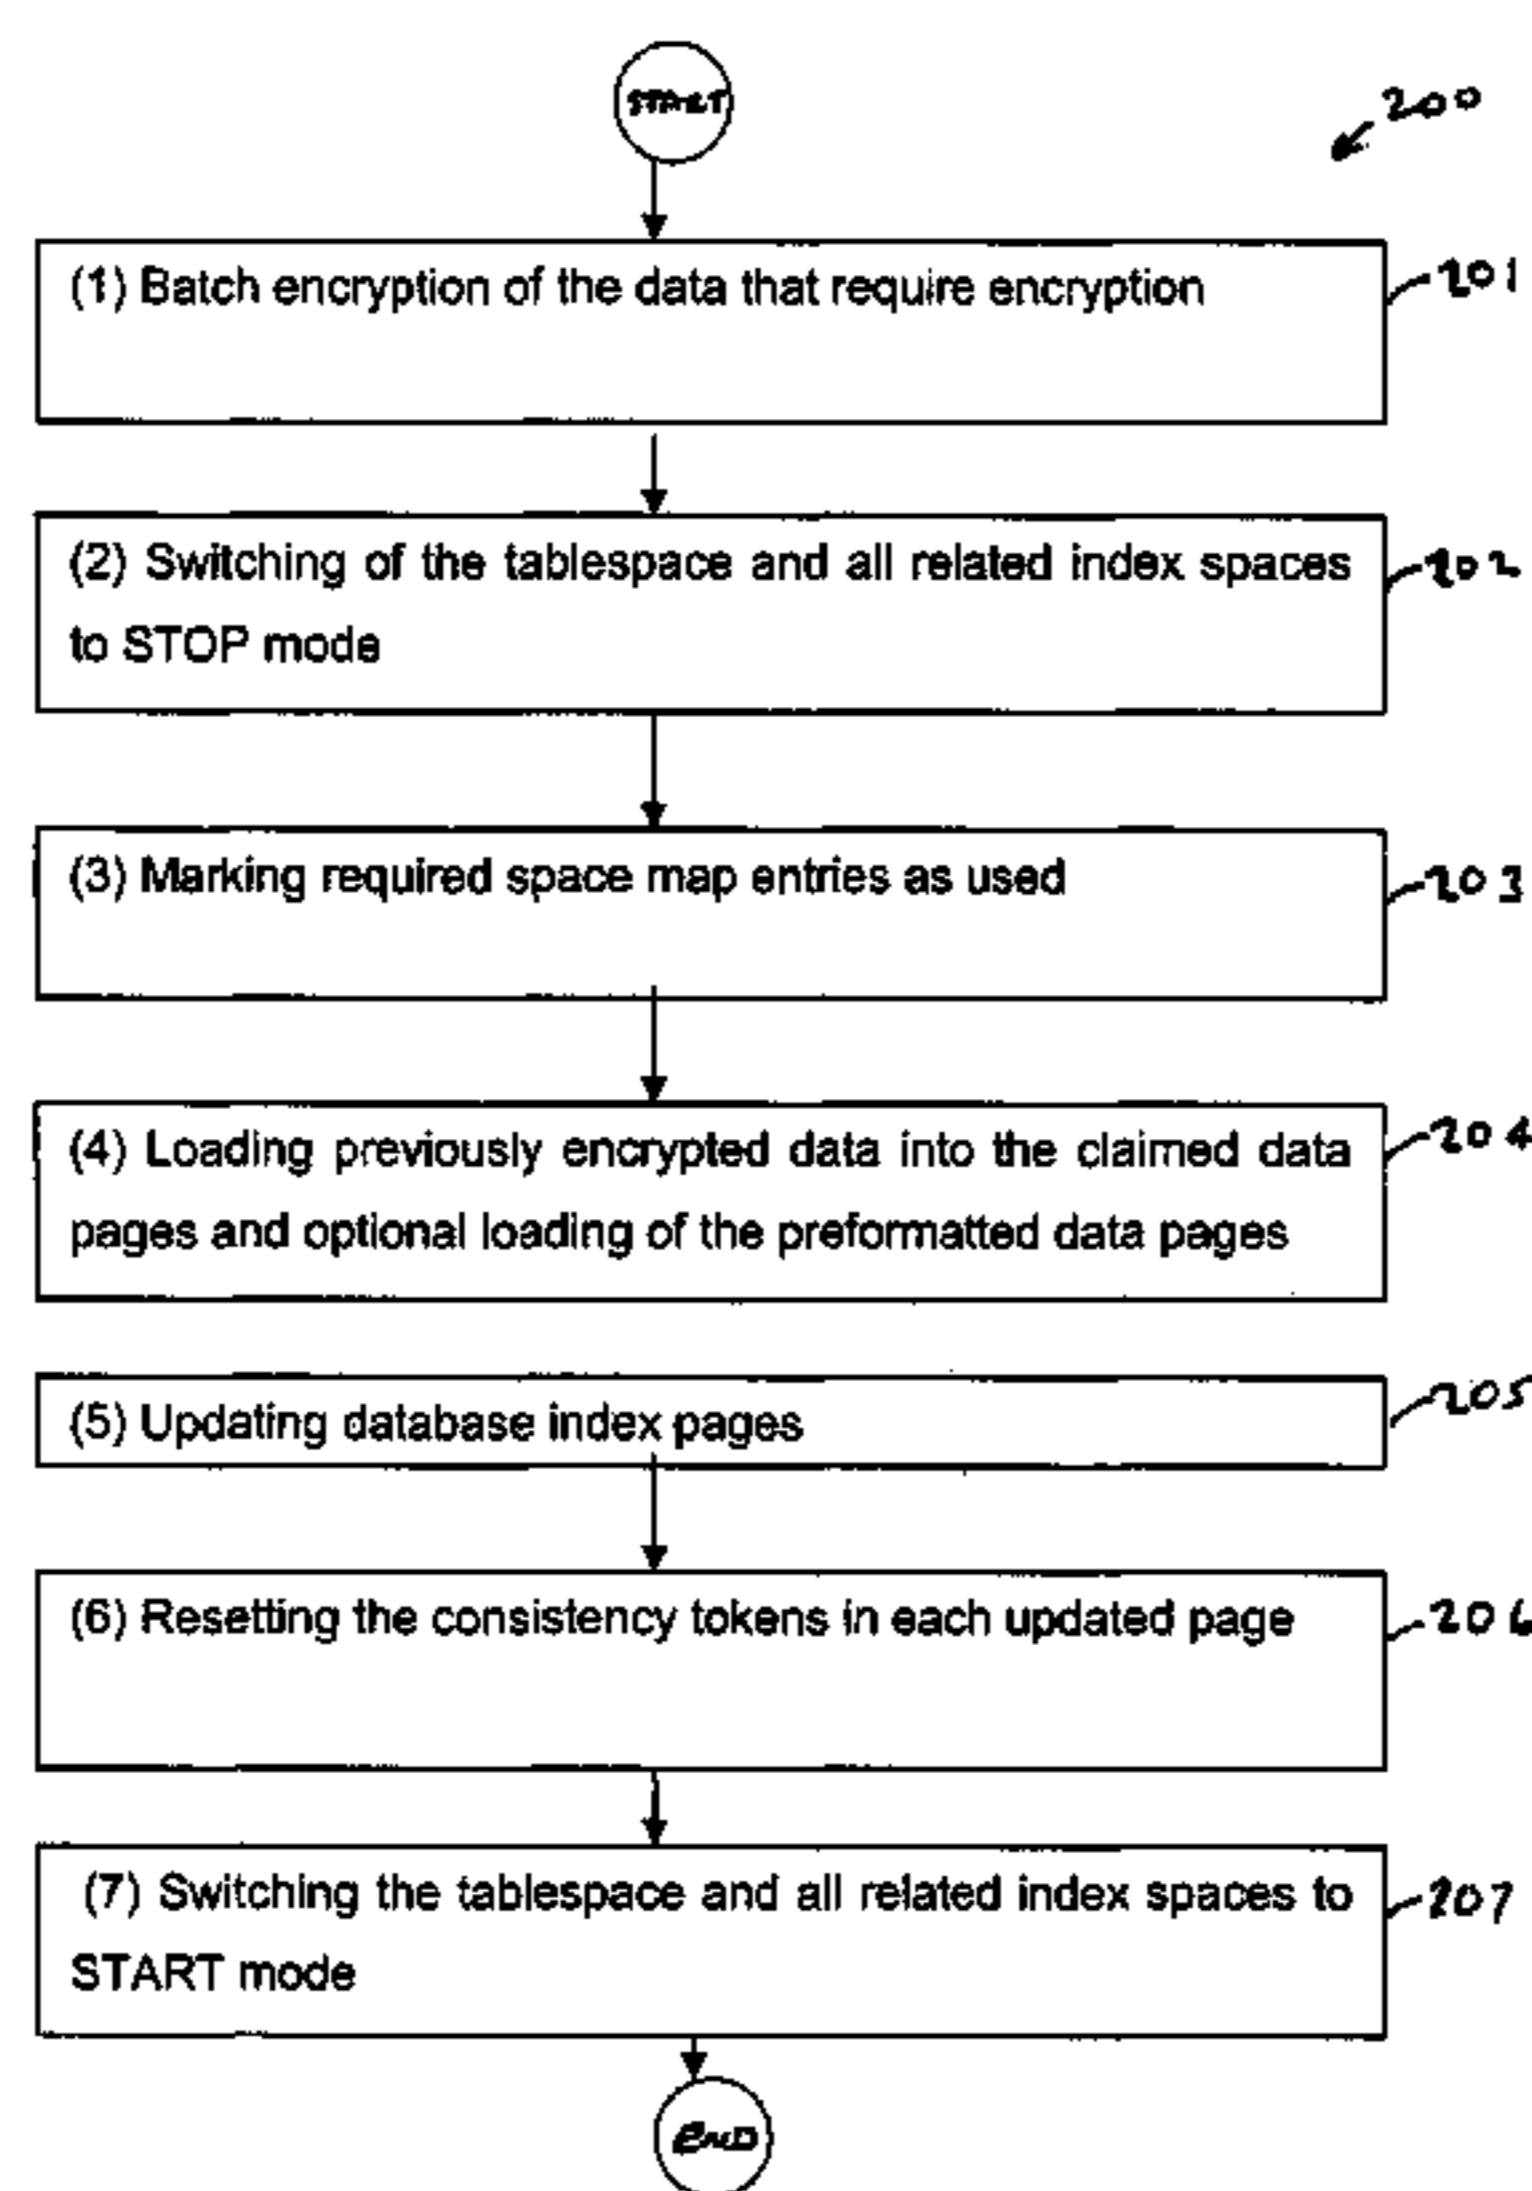 START
200
(1) Batch encryption of the data that require encryption
201
(2) Switching of the tablespace and all related index spaces
to STOP mode
202
(3) Marking required space map entries as used
203
(4) Loading previously encrypted data into the claimed data
pages and optional loading of the preformatted data pages
204
(5) Updating database index pages
205
(6) Resetting the consistency tokens in each updated page
206
(7) Switching the tablespace and all related index spaces to
START mode
207
END